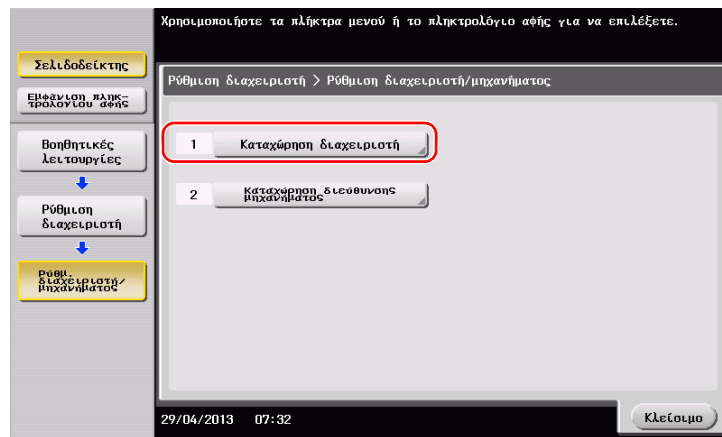 Χρησιμοποιήστε τα πλήκτρα μενού ή το πληκτρολόγιο αφής για να επιλέξετε.
Σελιδοδείκτης
Εμφάνιση πληκ-
τρολογίου αφής
Βοηθητικές
λειτουργίες
Ρύθμιση
διαχειριστή
Ρύθμ.
διαχειριστή/
μηχανήματος
Ρύθμιση διαχειριστή > Ρύθμιση διαχειριστή/μηχανήματος
1 Καταχώρηση διαχειριστή
2 Καταχώρηση διεύθυνσης
μηχανήματος
29/04/2013 07:32
Κλείσιμο